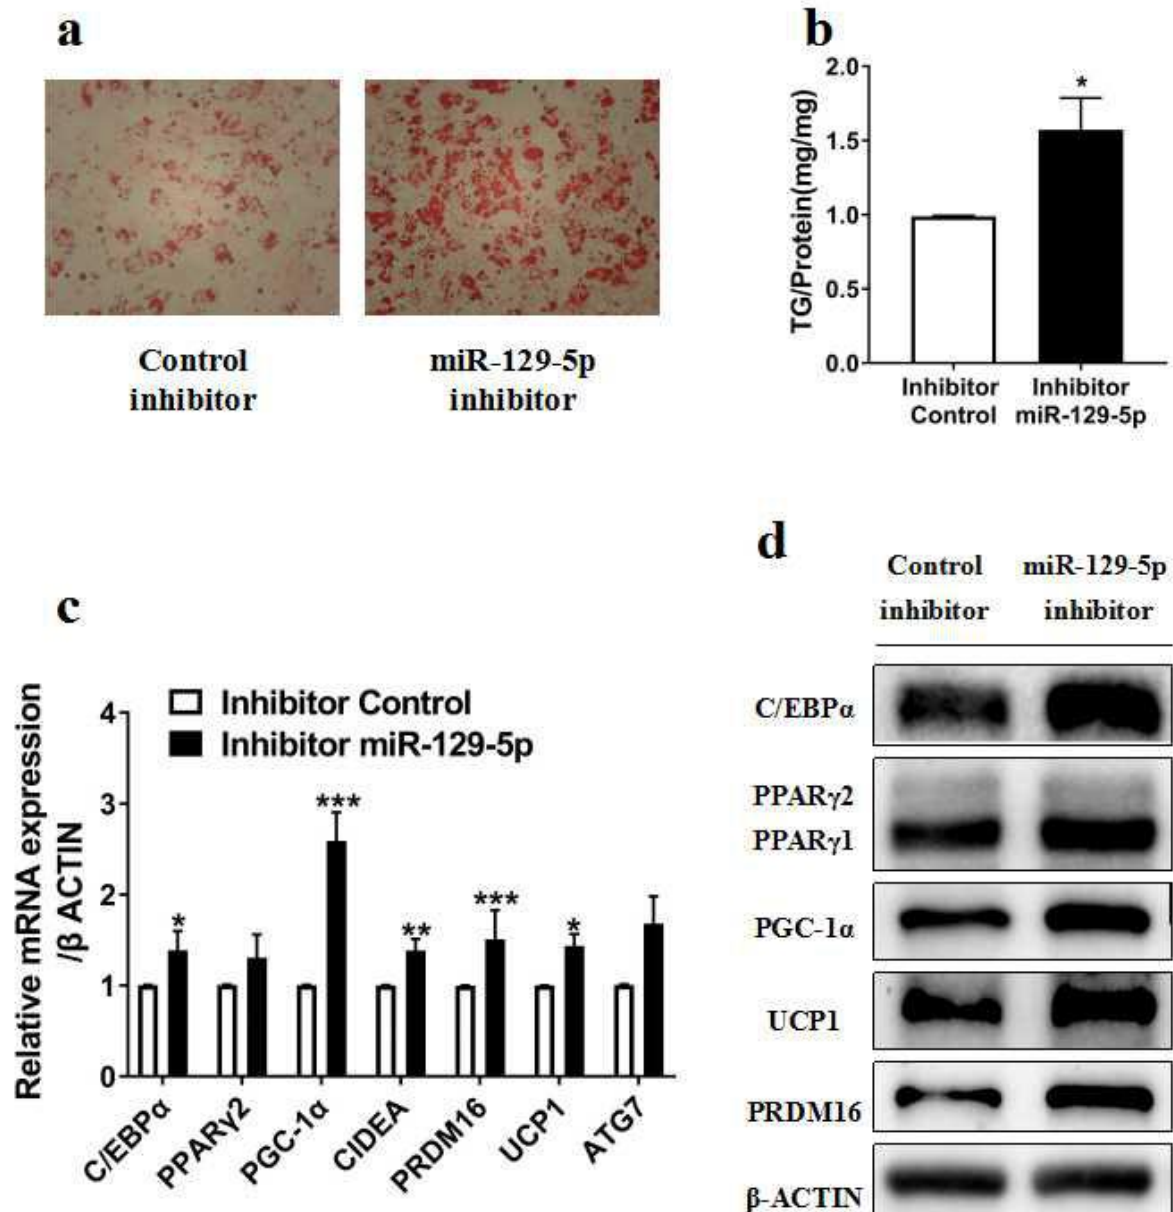 a
Control
inhibitor
miR-129-5p
inhibitor
b
2.0
1.5
1.0
0.5
0.0
TG/Protein(mg/mg)
*
Inhibitor
Control
Inhibitor
miR-129-5p
c
Inhibitor Control
Inhibitor miR-129-5p
4
3
2
1
0
Relative mRNA expression
/β ACTIN
*
***
**
***
*
C/EBPα
PPARγ2
PGC-1α
CIDEA
PRDM16
UCP1
ATG7
d
Control
inhibitor
miR-129-5p
inhibitor
C/EBPα
PPARγ2
PPARγ1
PGC-1α
UCP1
PRDM16
β-ACTIN